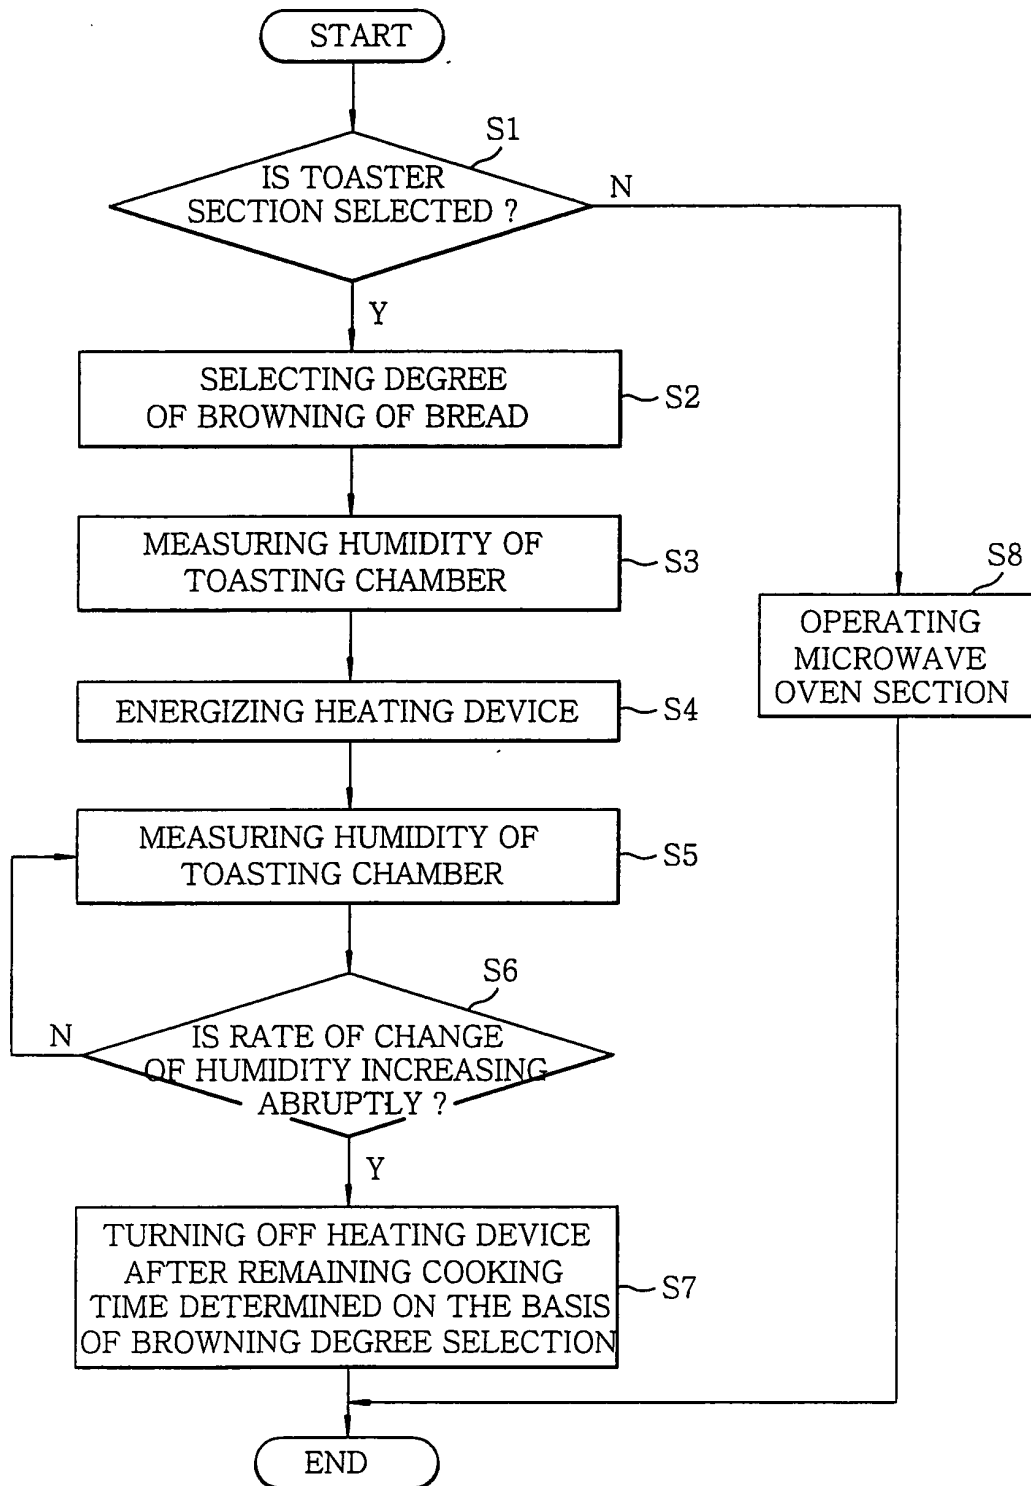 START
S1
IS TOASTER
SECTION SELECTED ?
N
Y
SELECTING DEGREE
OF BROWNING OF BREAD
S2
MEASURING HUMIDITY OF
TOASTING CHAMBER
S3
S8
OPERATING
MICROWAVE
OVEN SECTION
ENERGIZING HEATING DEVICE
S4
MEASURING HUMIDITY OF
TOASTING CHAMBER
S5
S6
N
IS RATE OF CHANGE
OF HUMIDITY INCREASING
ABRUPTLY ?
Y
TURNING OFF HEATING DEVICE
AFTER REMAINING COOKING
TIME DETERMINED ON THE BASIS
OF BROWNING DEGREE SELECTION
S7
END